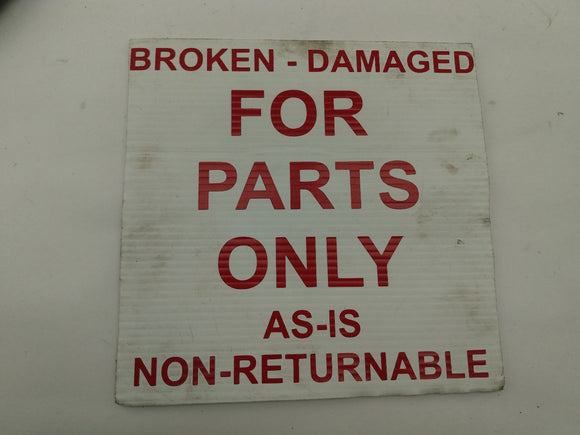 BROKEN - DAMAGED
FOR
PARTS
ONLY
AS-IS
NON-RETURNABLE